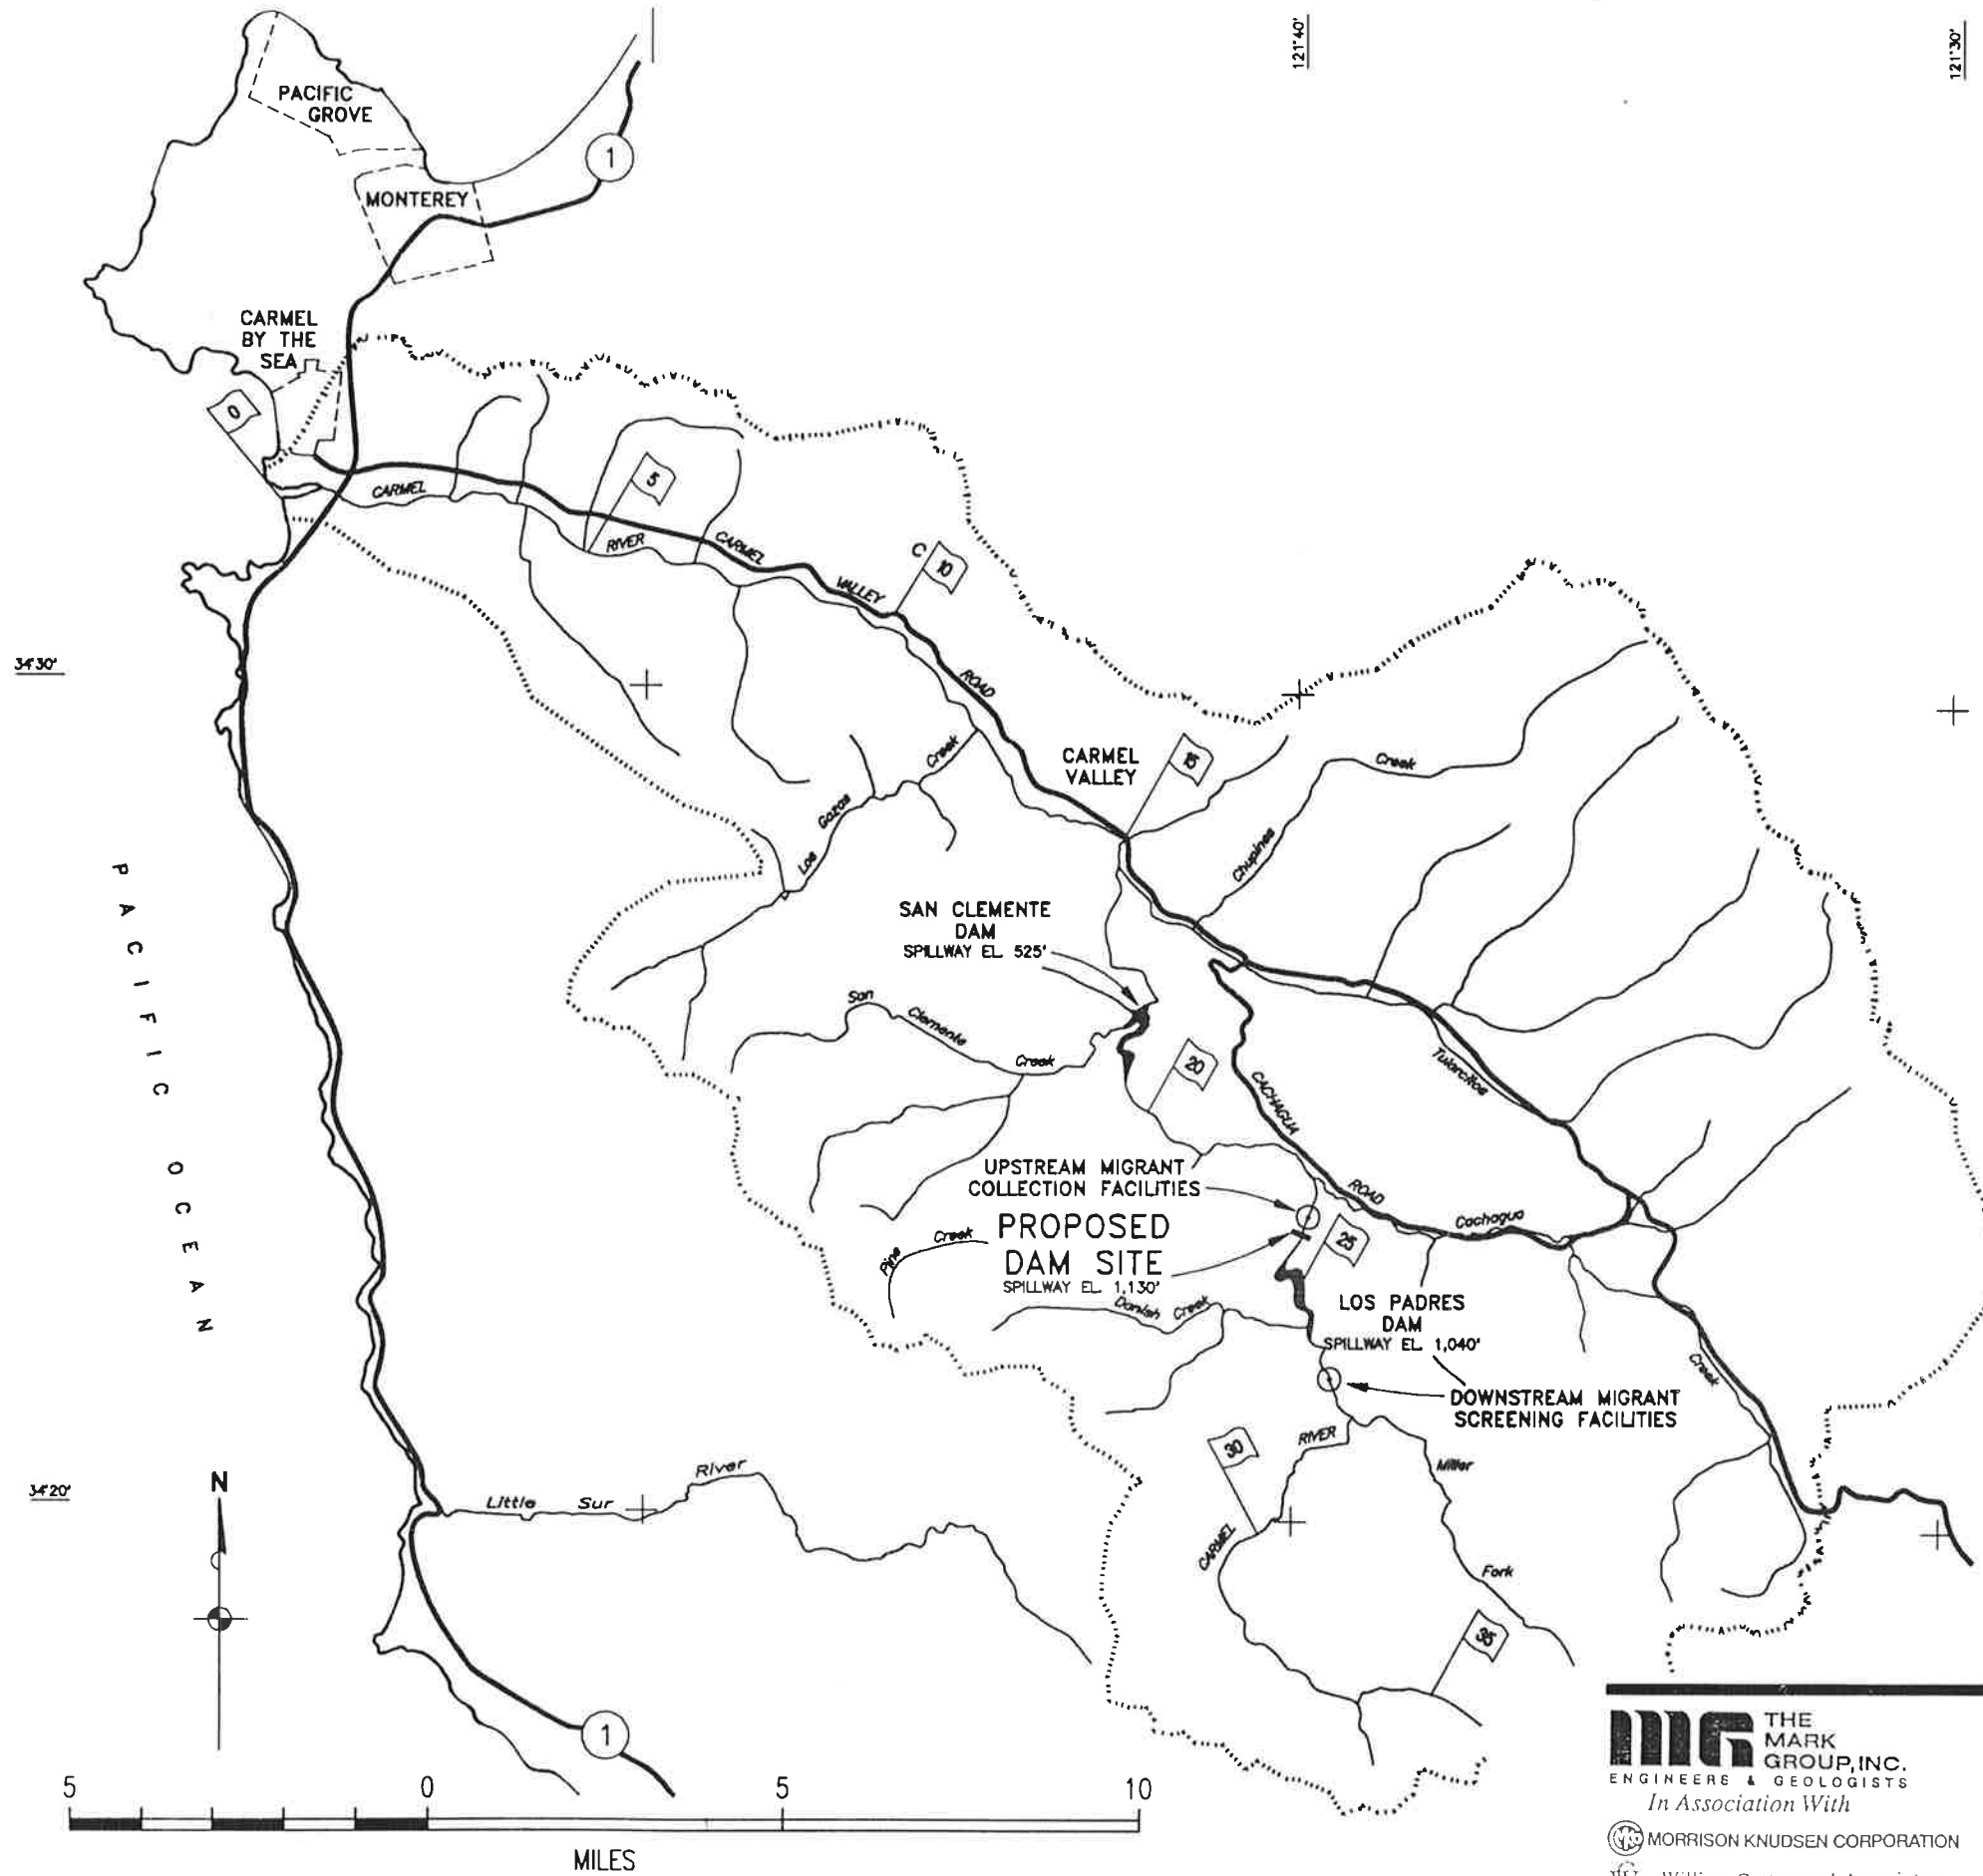 121°40'
121°30'
PACIFIC
GROVE
1
MONTEREY
CARMEL
BY THE
SEA
0
CARMEL
5
RIVER
CARMEL
C
10
VALLEY
34°30'
ROAD
CARMEL
VALLEY
15
Creek
Creek
Los Gazas
Chupines
PACIFIC OCEAN
SAN CLEMENTE
DAM
SPILLWAY EL. 525'
San
Clemente
Creek
20
Tularcitos
CACHAGUA
UPSTREAM MIGRANT
COLLECTION FACILITIES
ROAD
Cachagua
PROPOSED
DAM SITE
SPILLWAY EL. 1,130'
Pine
Creek
25
Danish Creek
LOS PADRES
DAM
SPILLWAY EL. 1,040'
Creek
DOWNSTREAM MIGRANT
SCREENING FACILITIES
30
RIVER
Miller
River
34°20'
N
Little Sur
CARMEL
Fork
35
1
5 0 5 10
MILES
MG THE
MARK
GROUP, INC.
ENGINEERS & GEOLOGISTS
In Association With
MORRISON KNUDSEN CORPORATION